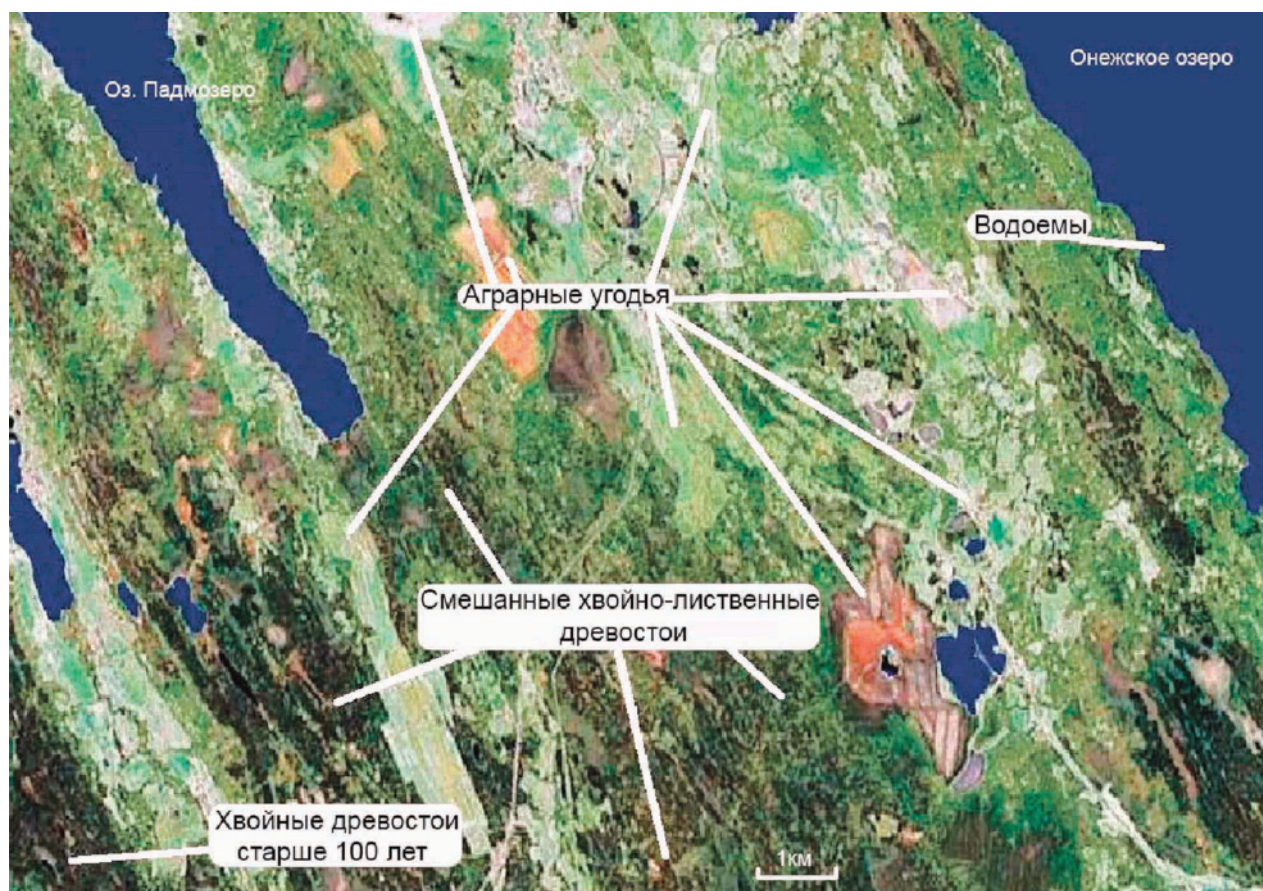 Онежское озеро
Оз. Падмозеро
Водоемы
Аграрные угодья
Смешанные хвойно-лиственные
древостои
Хвойные древостои
старше 100 лет
1км